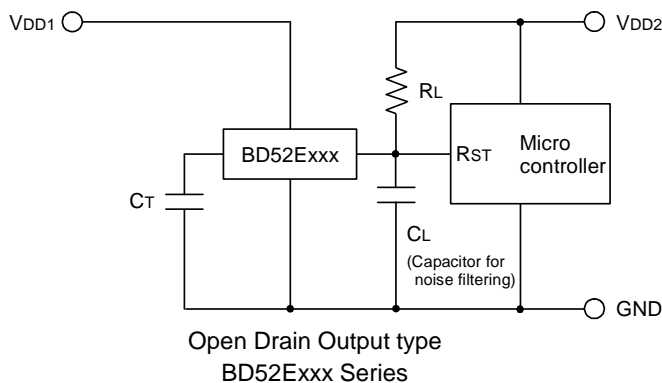 VDD1
VDD2
RL
BD52Exxx
RST
Micro
controller
CT
CL
(Capacitor for
noise filtering)
GND
Open Drain Output type
BD52Exxx Series